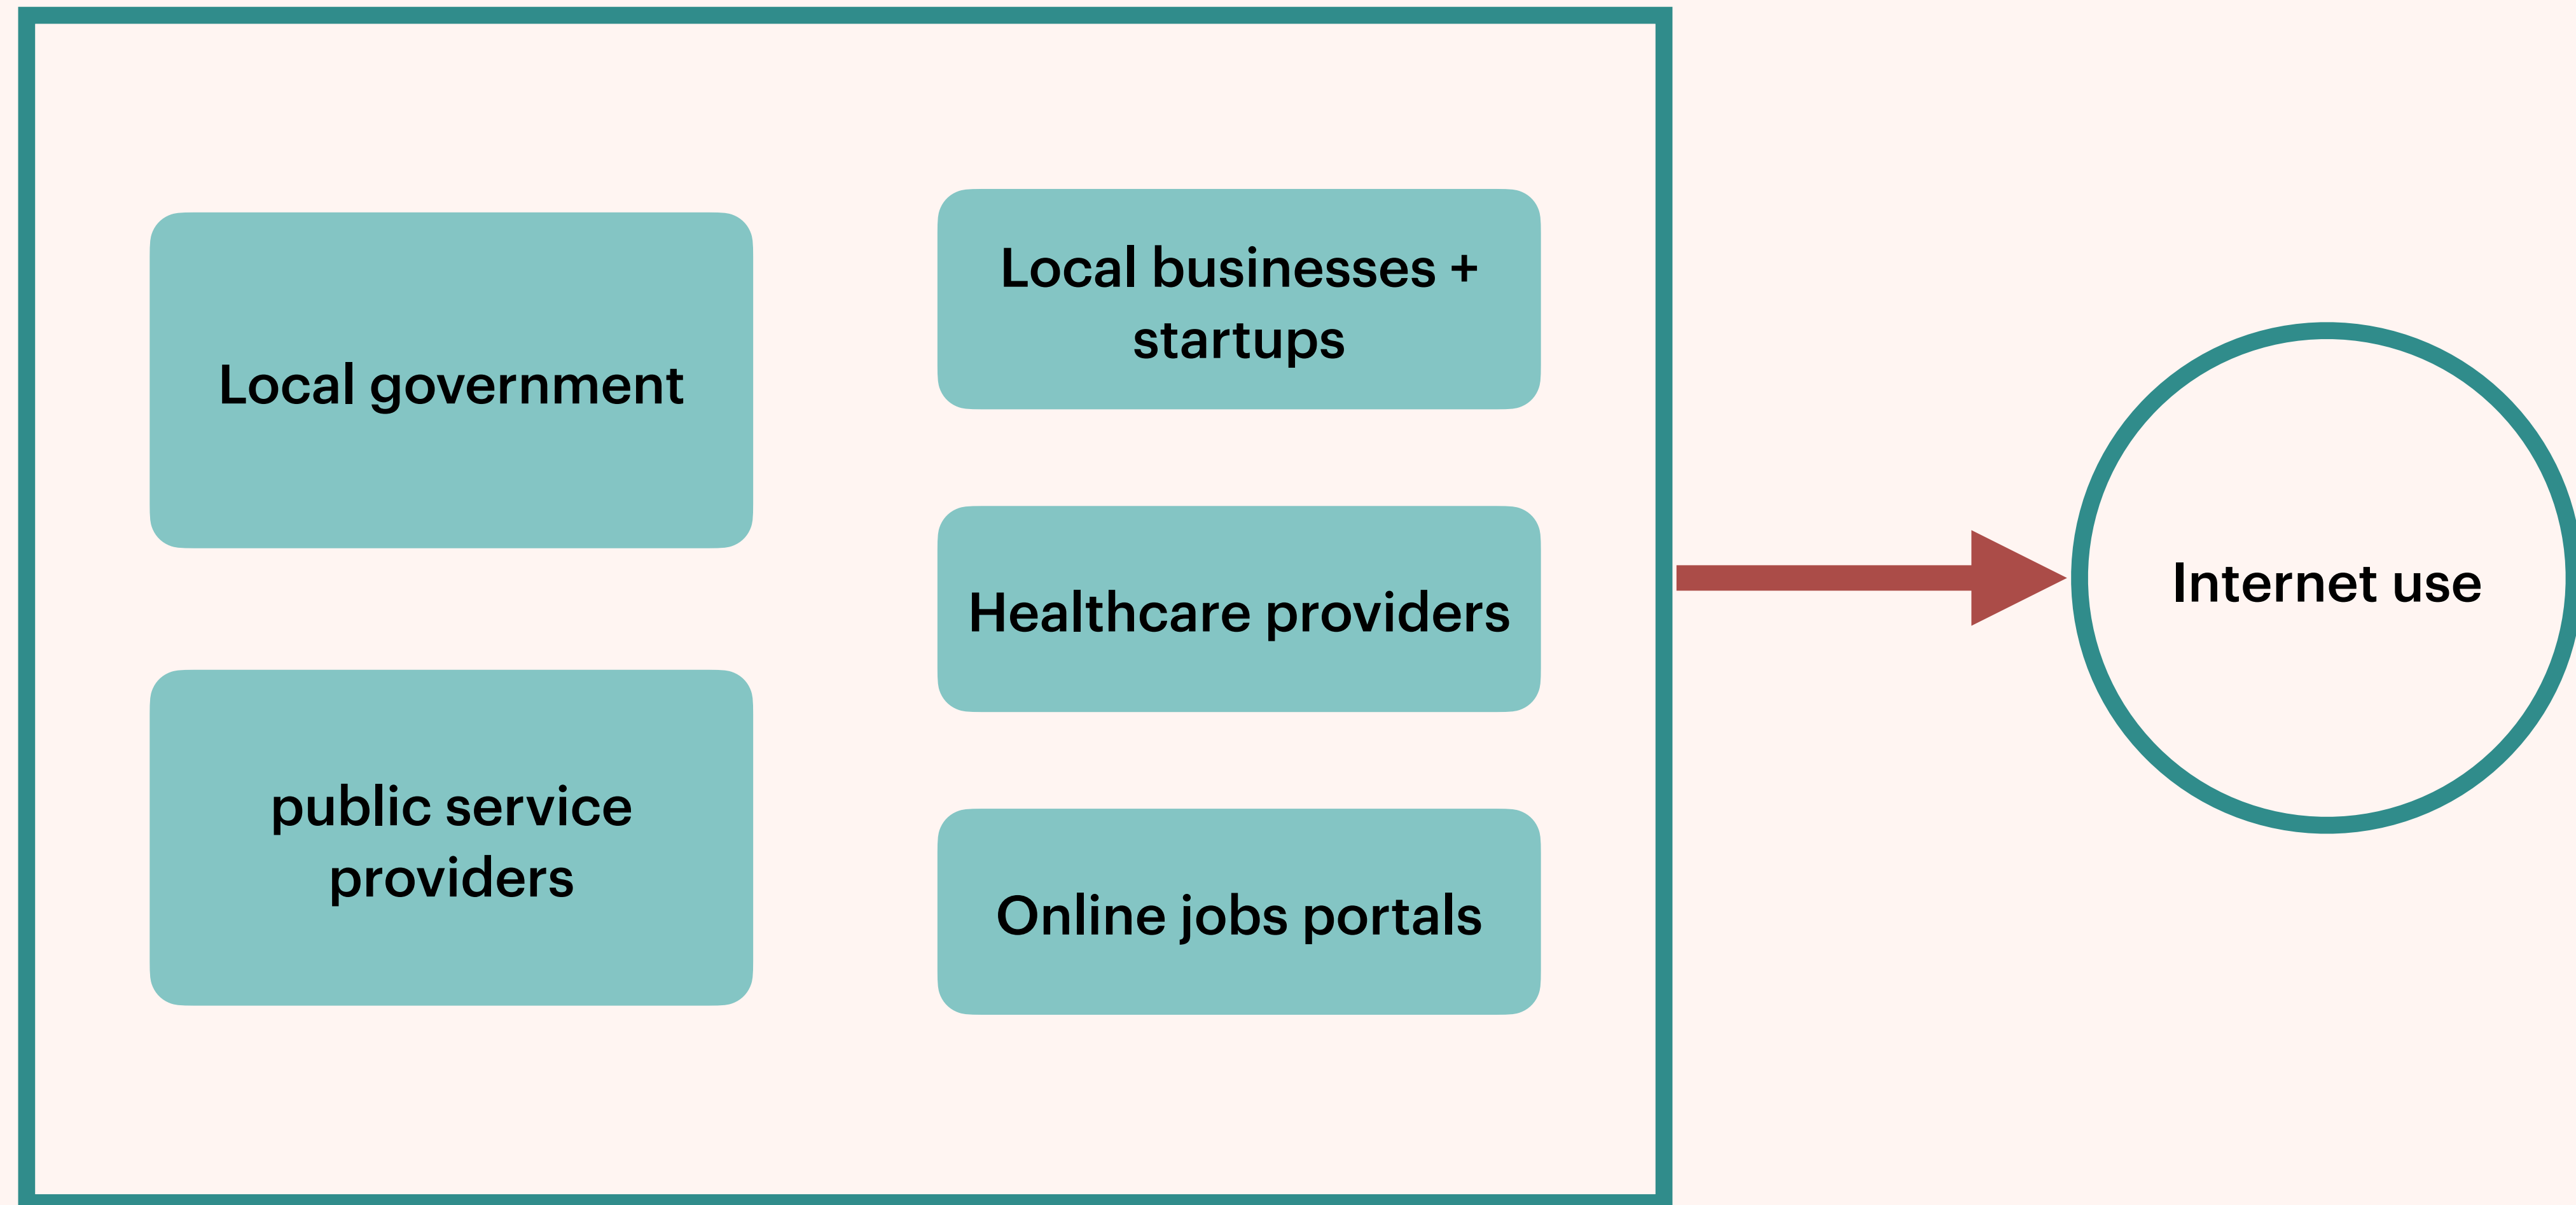 Local government
public service
providers
Local businesses +
startups
Healthcare providers
Online jobs portals
Internet use